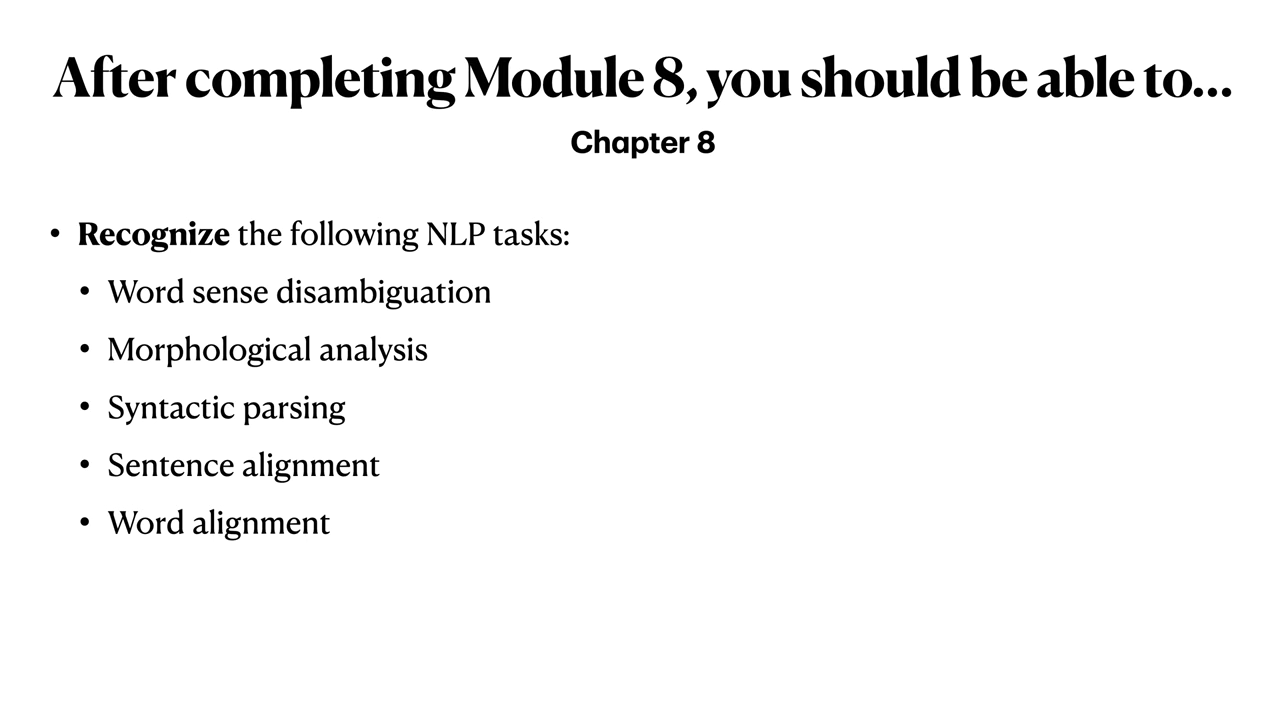 After completing Module 8, you should be able to...
Chapter 8
• Recognize the following NLP tasks:
• Word sense disambiguation
• Morphological analysis
• Syntactic parsing
• Sentence alignment
• Word alignment